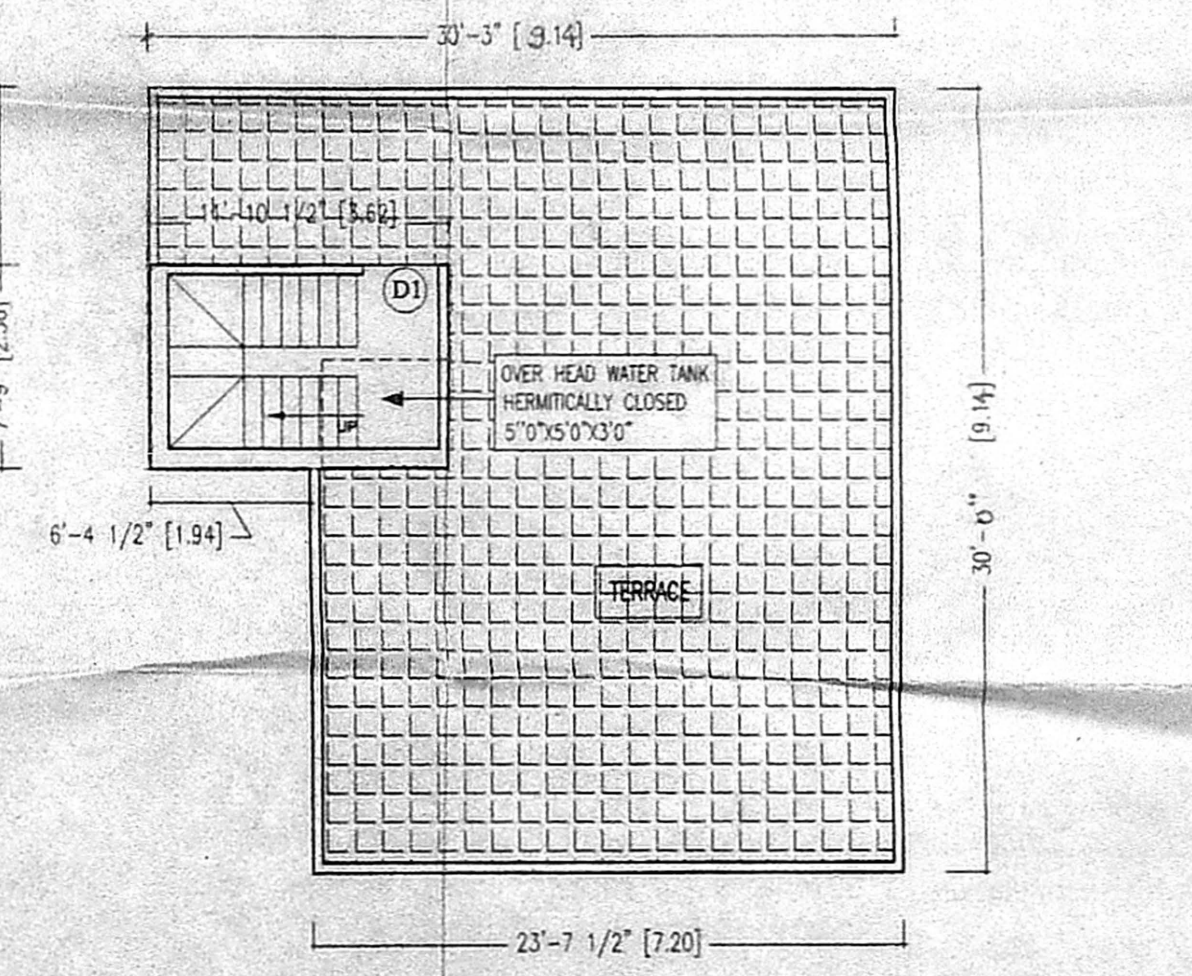 30'-3" [9.14]
11'-10 1/2" [3.62]
D1
OVER HEAD WATER TANK
HERMITICALLY CLOSED
5"0"X5'0"X3'0"
UP
6'-4 1/2" [1.94]
[9.14]
30'-0"
TERRACE
23'-7 1/2" [7.20]